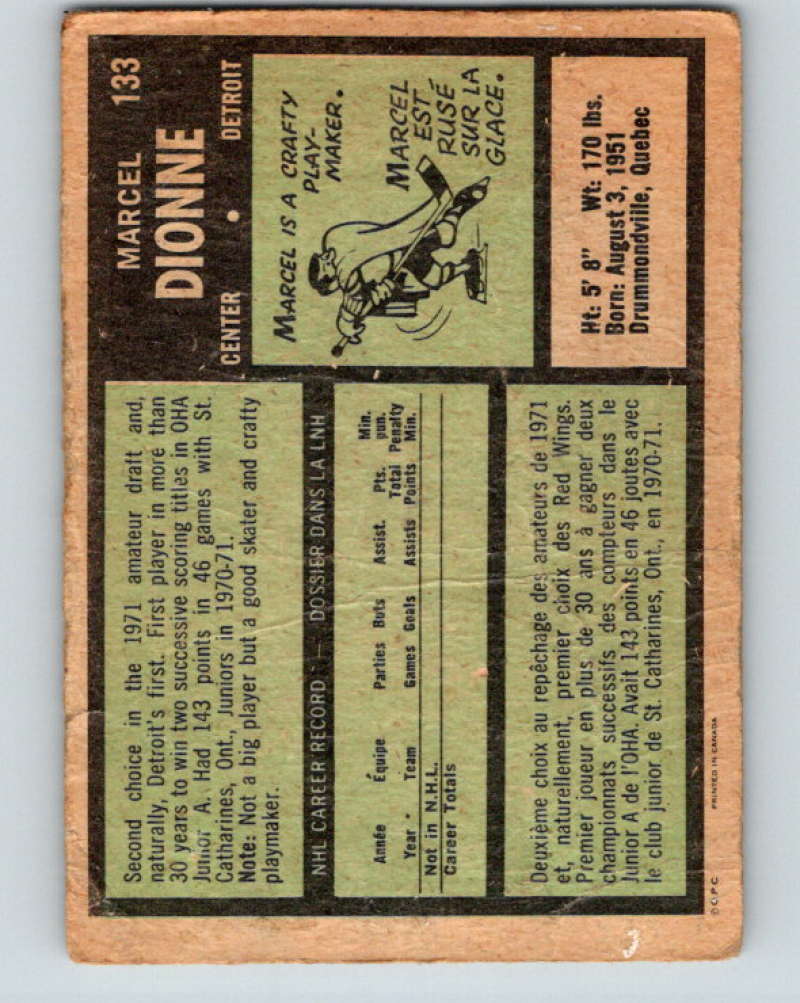 MARCEL 133
DIONNE
CENTER • DETROIT
Second choice in the 1971 amateur draft and,
naturally, Detroit's first. First player in more than
30 years to win two successive scoring titles in OHA
Junior A. Had 143 points in 46 games with St.
Catharines, Ont., Juniors in 1970-71.
Note: Not a big player but a good skater and crafty
playmaker.
MARCEL IS A CRAFTY
PLAY-
MAKER.
MARCEL
EST
RUSÉ
SUR LA
GLACE.
NHL CAREER RECORD — DOSSIER DANS LA LNH
Année Équipe Parties Buts Assist. Pts. Total Min. pun. Penalty
Year • Team Games Goals Assists Points Min.
Not in N.H.L.
Career Totals
Ht: 5' 8" Wt: 170 lbs.
Born: August 3, 1951
Drummondville, Quebec
Deuxième choix au repêchage des amateurs de 1971
et, naturellement, premier choix des Red Wings.
Premier joueur en plus de 30 ans à gagner deux
championnats successifs des compteurs dans le
Junior A de l'OHA. Avait 143 points en 46 joutes avec
le club junior de St. Catharines, Ont., en 1970-71.
© O.P.C. PRINTED IN CANADA